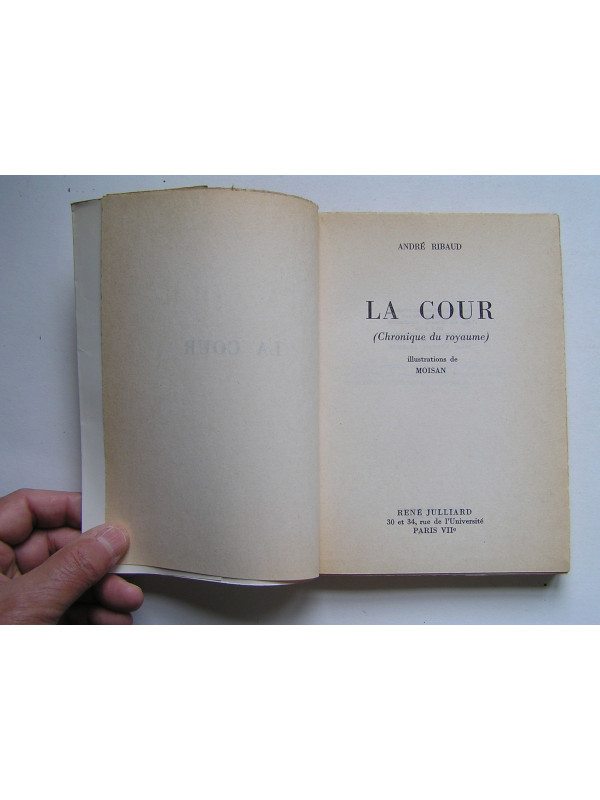 ANDRÉ RIBAUD
LA COUR
(Chronique du royaume)
illustrations de
MOISAN
RENÉ JULLIARD
30 et 34, rue de l'Université
PARIS VIIᵉ